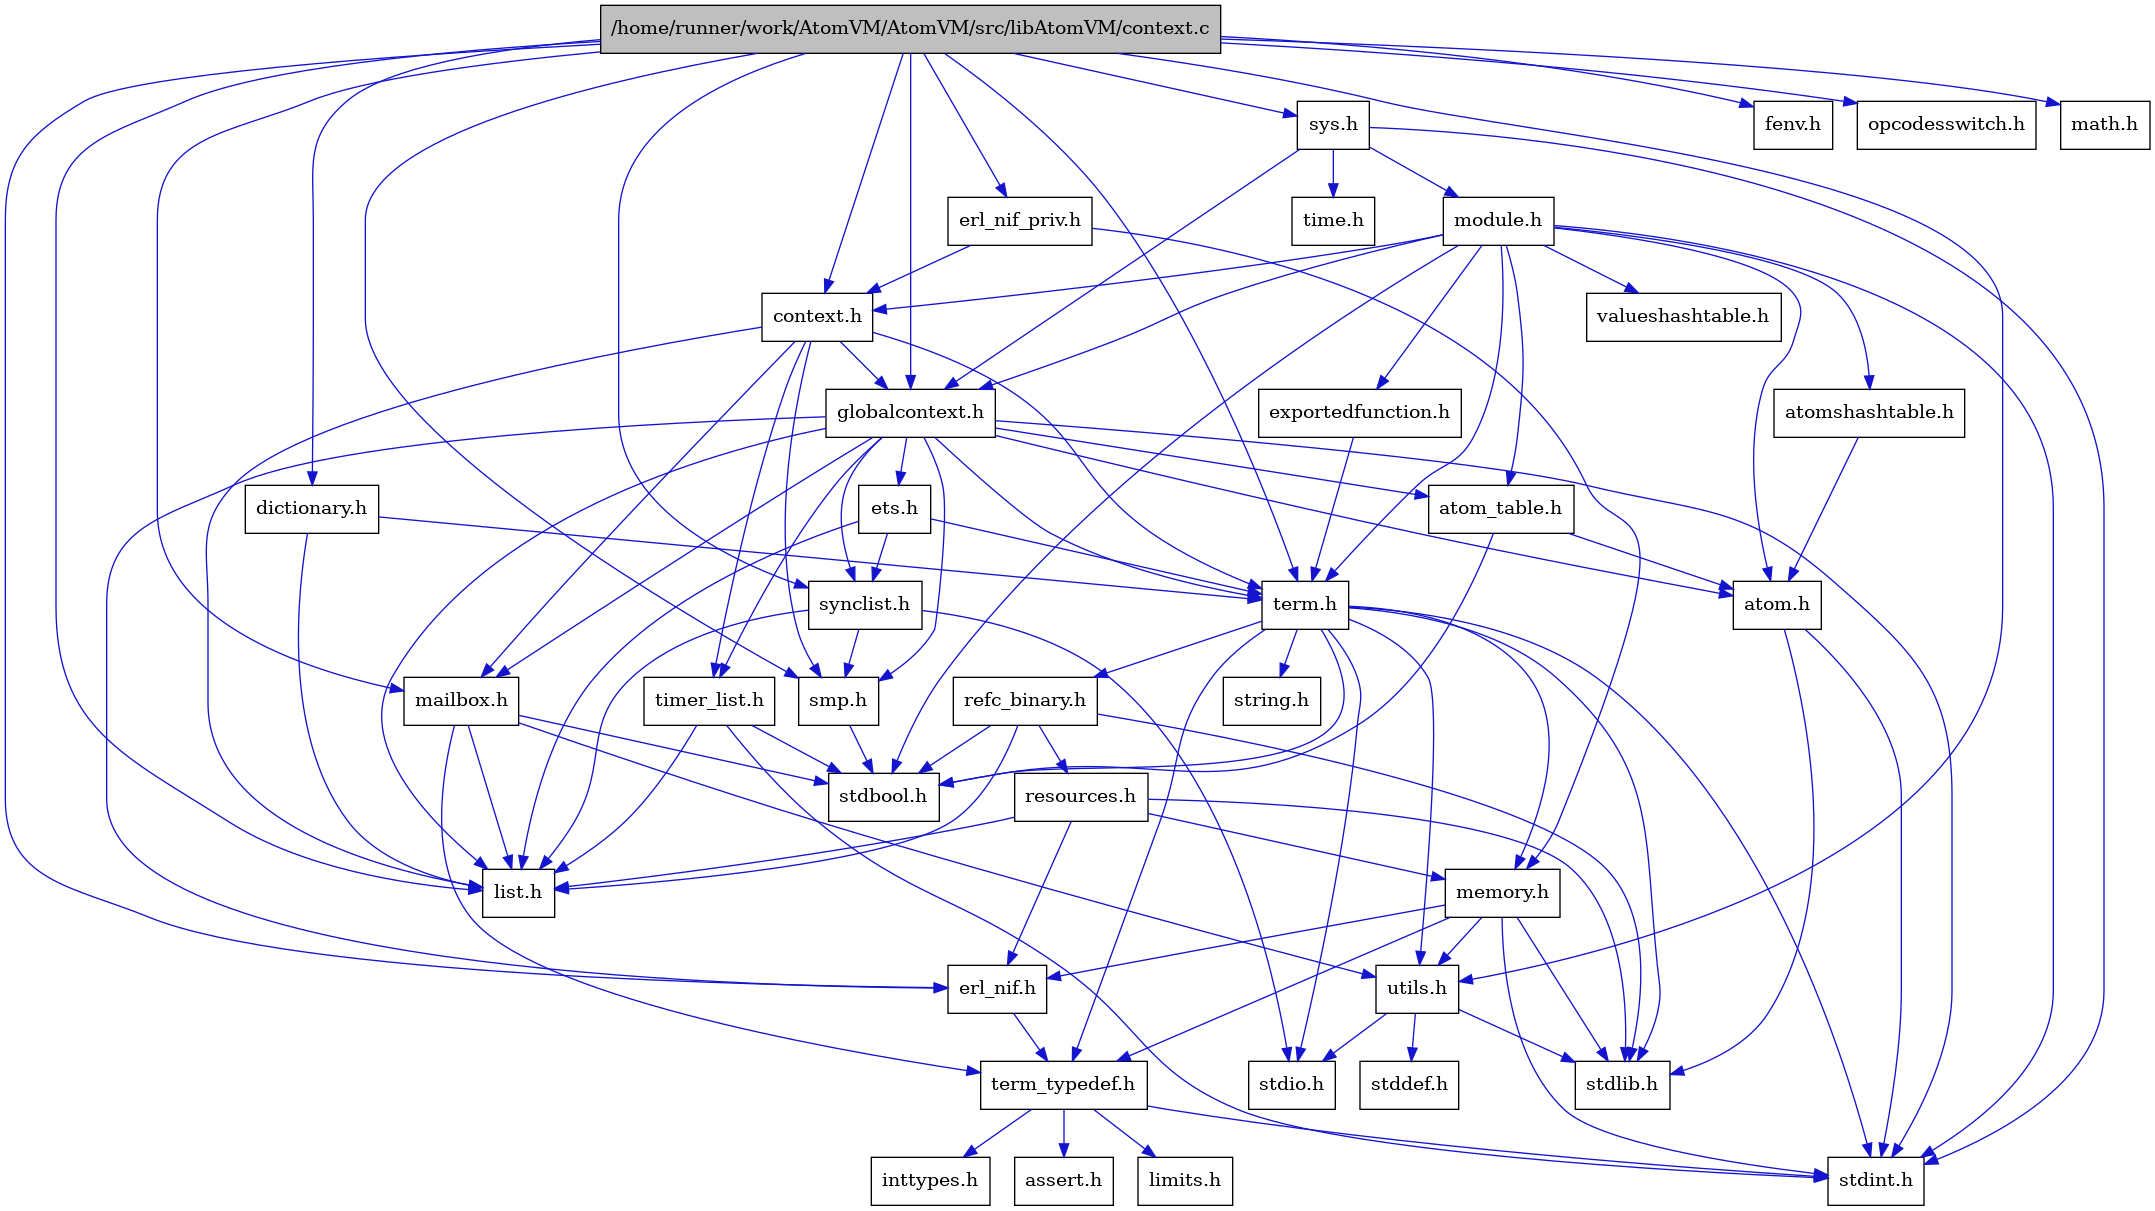 /home/runner/work/AtomVM/AtomVM/src/libAtomVM/context.c
sys.h
fenv.h
opcodesswitch.h
math.h
erl_nif_priv.h
time.h
module.h
context.h
valueshashtable.h
globalcontext.h
exportedfunction.h
atomshashtable.h
dictionary.h
ets.h
atom_table.h
synclist.h
term.h
atom.h
mailbox.h
timer_list.h
smp.h
refc_binary.h
string.h
stdbool.h
resources.h
list.h
memory.h
erl_nif.h
utils.h
term_typedef.h
stdio.h
stddef.h
stdlib.h
inttypes.h
assert.h
limits.h
stdint.h